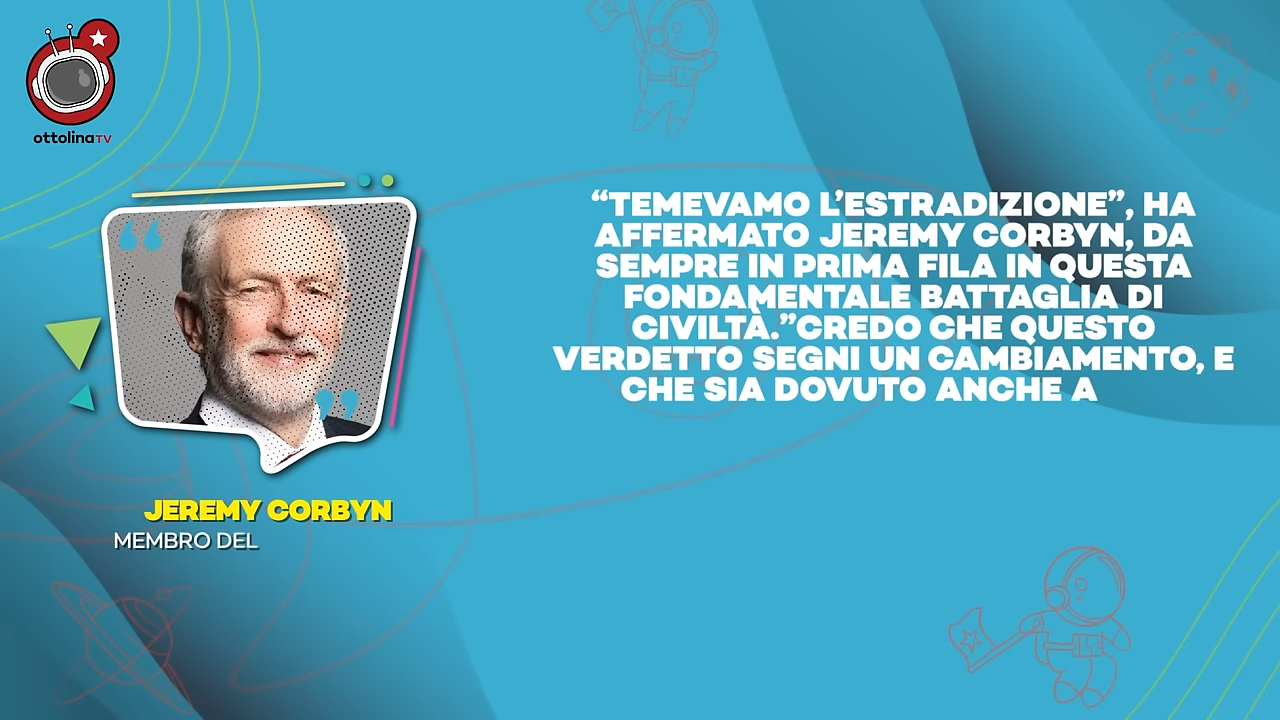 ottolinaTV
“TEMEVAMO L’ESTRADIZIONE”, HA
AFFERMATO JEREMY CORBYN, DA
SEMPRE IN PRIMA FILA IN QUESTA
FONDAMENTALE BATTAGLIA DI
CIVILTÀ.”CREDO CHE QUESTO
VERDETTO SEGNI UN CAMBIAMENTO, E
CHE SIA DOVUTO ANCHE A
JEREMY CORBYN
MEMBRO DEL